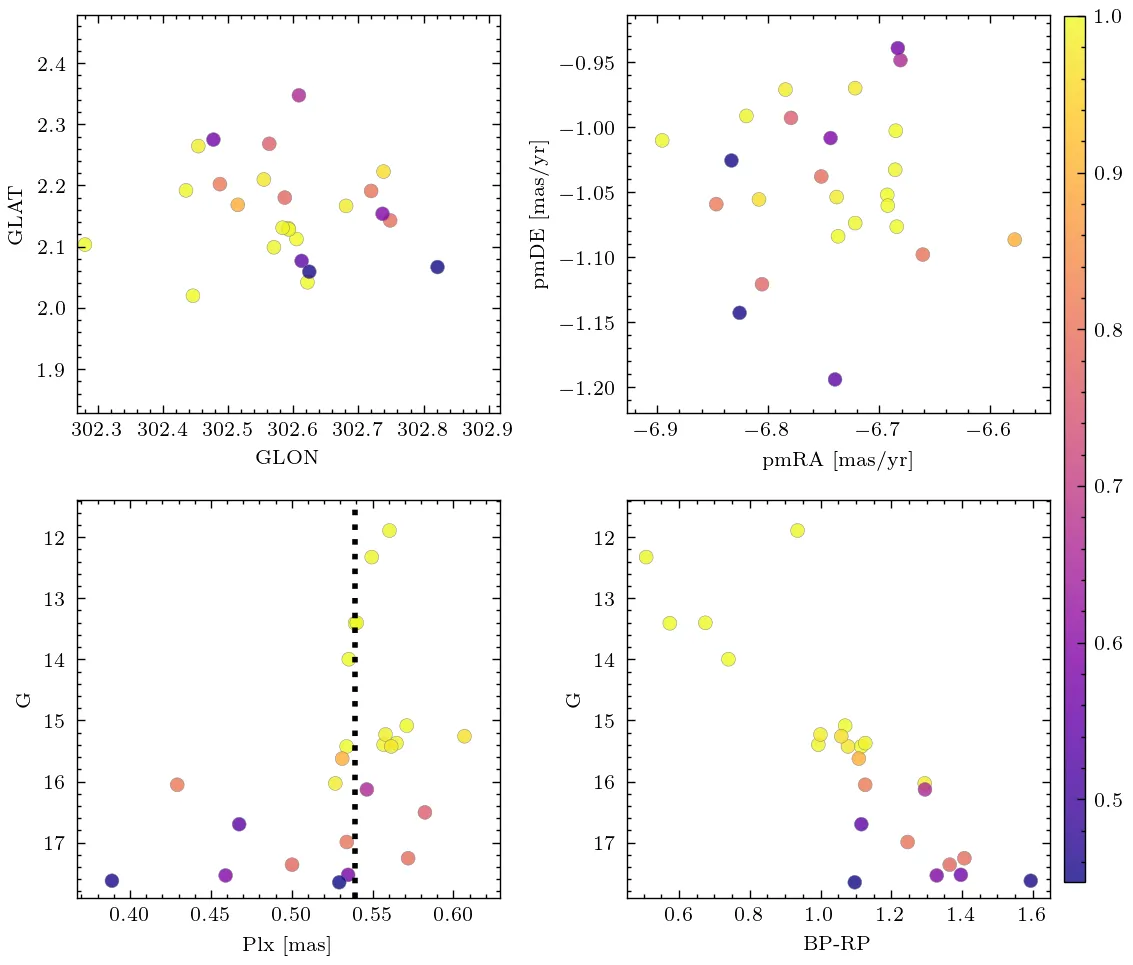 2.4
2.3
2.2
2.1
2.0
1.9
GLAT
302.3 302.4 302.5 302.6 302.7 302.8 302.9
GLON
−0.95
−1.00
−1.05
−1.10
−1.15
−1.20
pmDE [mas/yr]
−6.9 −6.8 −6.7 −6.6
pmRA [mas/yr]
12
13
14
15
16
17
G
0.40 0.45 0.50 0.55 0.60
Plx [mas]
12
13
14
15
16
17
G
0.6 0.8 1.0 1.2 1.4 1.6
BP-RP
1.0
0.9
0.8
0.7
0.6
0.5